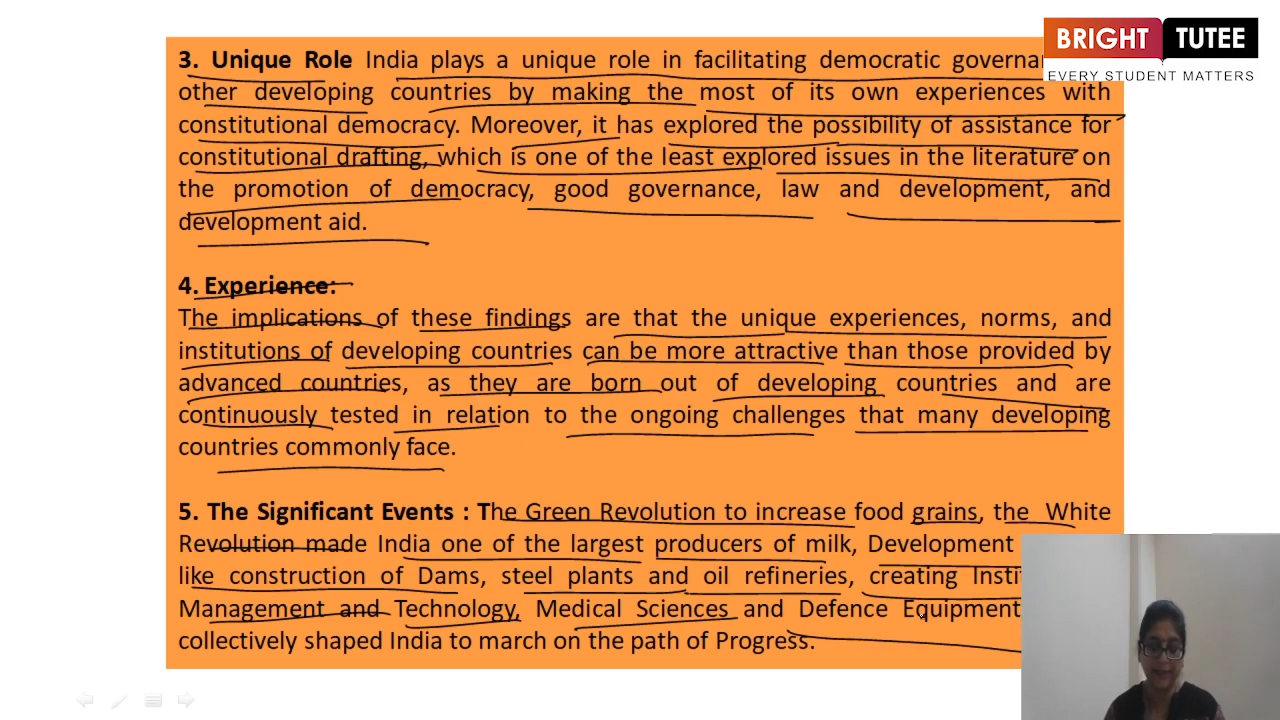 BRIGHT TUTEE
EVERY STUDENT MATTERS
3. Unique Role India plays a unique role in facilitating democratic
other developing countries by making the most of its own experiences with
constitutional democracy. Moreover, it has explored the possibility of assistance for
constitutional drafting, which is one of the least explored issues in the literature on
the promotion of democracy, good governance, law and development, and
development aid.
4. Experience:
The implications of these findings are that the unique experiences, norms, and
institutions of developing countries can be more attractive than those provided by
advanced countries, as they are born out of developing countries and are
continuously tested in relation to the ongoing challenges that many developing
countries commonly face.
5. The Significant Events : The Green Revolution to increase food grains, the White
Revolution made India one of the largest producers of milk, Development
like construction of Dams, steel plants and oil refineries, creating
Management and Technology, Medical Sciences and Defence Equipment
collectively shaped India to march on the path of Progress.